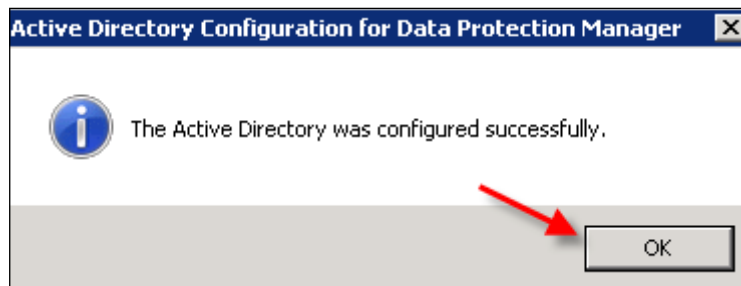 Active Directory Configuration for Data Protection Manager
The Active Directory was configured successfully.
OK